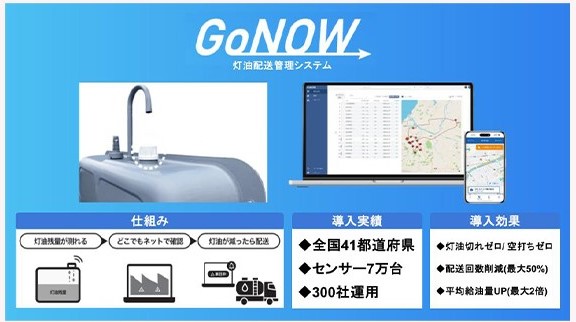 GoNOW
灯油配送管理システム
仕組み
灯油残量が測れる
どこでもネットで確認
灯油が減ったら配送
灯油残量
導入実績
◆全国41都道府県
◆センサー7万台
◆300社運用
導入効果
◆灯油切れゼロ/ 空打ちゼロ
◆配送回数削減(最大50%)
◆平均給油量UP(最大2倍)